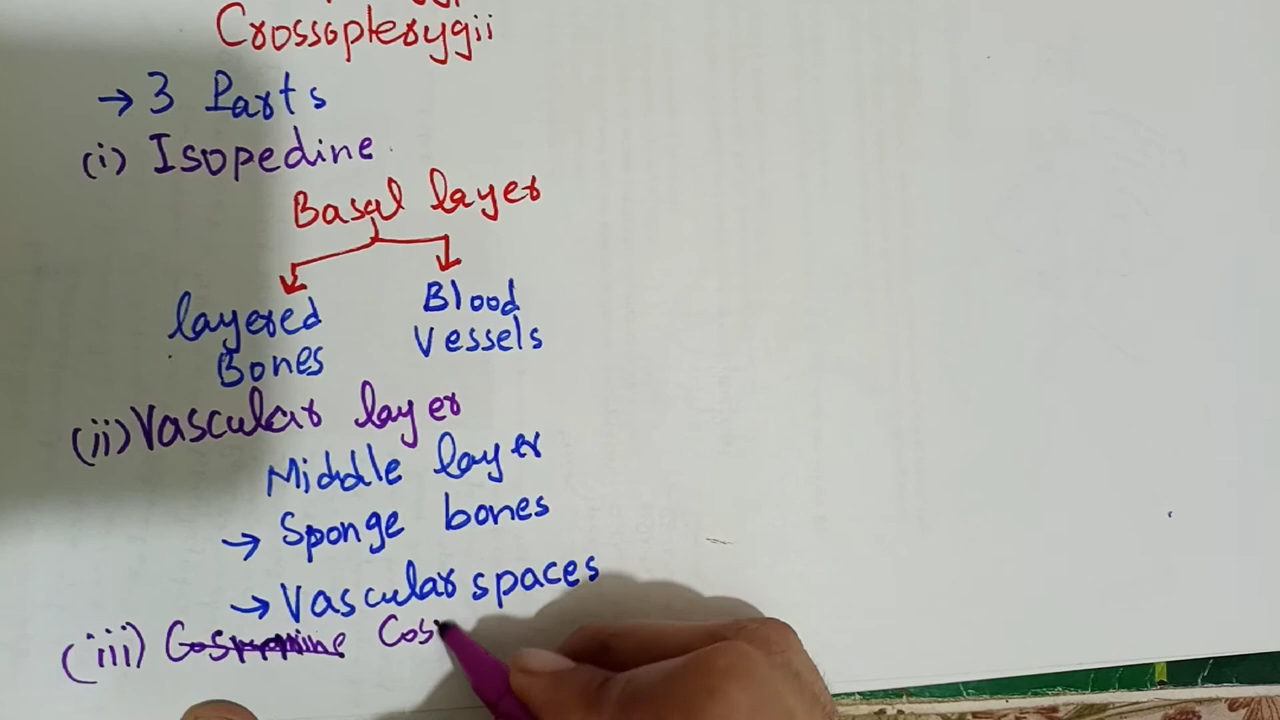 Crossopterygii
→ 3 Parts
(i) Isopedine
Basal layer
layered Bones
Blood Vessels
(ii) Vascular layer
Middle layer
→ Sponge bones
→ Vascular spaces
(iii) Cos